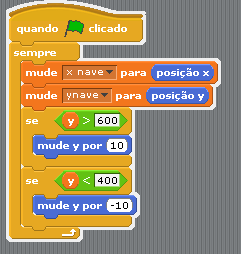 quando clicado
sempre
mude x nave para posição x
mude ynave para posição y
se y > 600
mude y por 10
se y < 400
mude y por -10